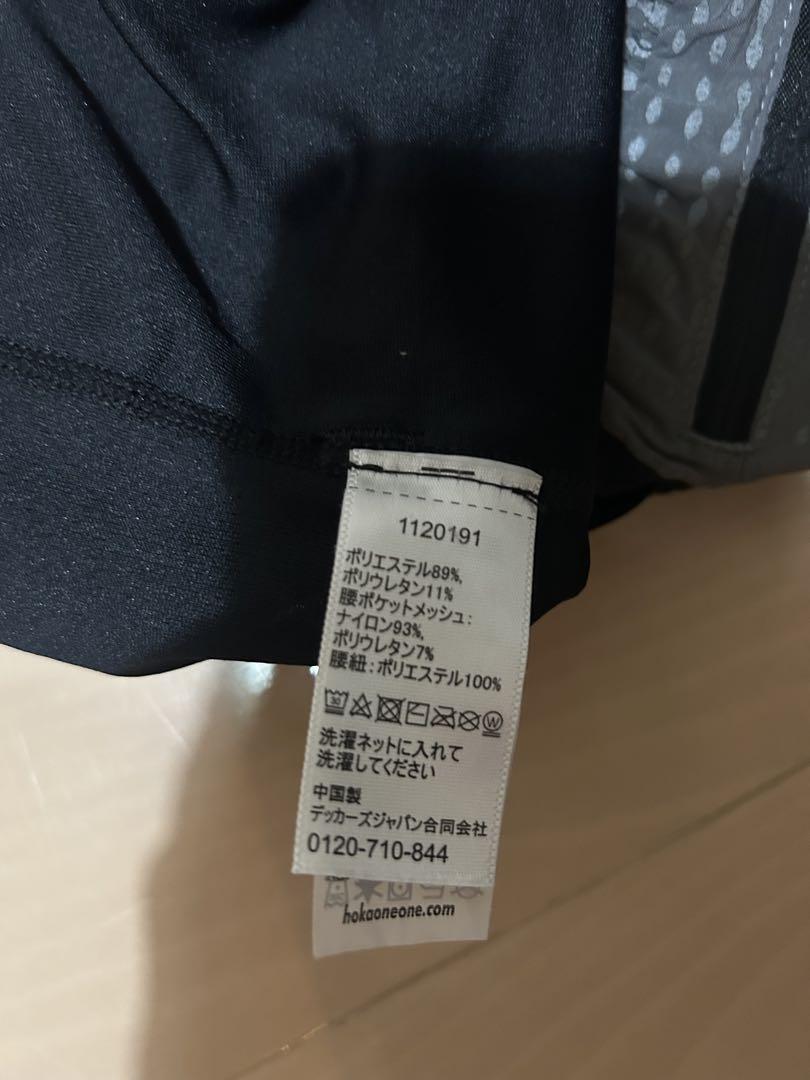 1120191
ポリエステル89%,
ポリウレタン11%
腰ポケットメッシュ:
ナイロン93%,
ポリウレタン7%
腰紐:ポリエステル100%
洗濯ネットに入れて
洗濯してください
中国製
デッカーズジャパン合同会社
0120-710-844
hokaoneone.com